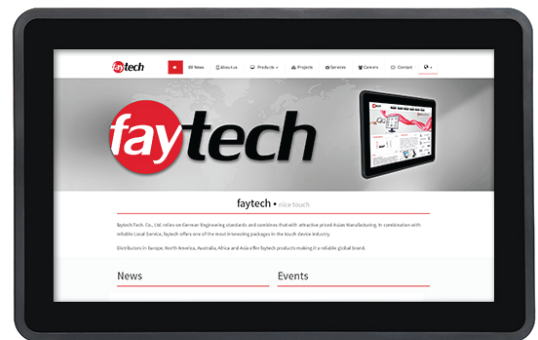 faytech
News
About us
Products
Projects
Services
Careers
Contact
faytech
faytech • nice touch
faytech Tech. Co., Ltd. relies on German Engineering standards and combines that with attractive priced Asian Manufacturing. In combination with
reliable Local Service, faytech offers one of the most interesting packages in the touch device industry.
Distributors in Europe, North America, Australia, Africa and Asia offer faytech products making it a reliable global brand.
News Events